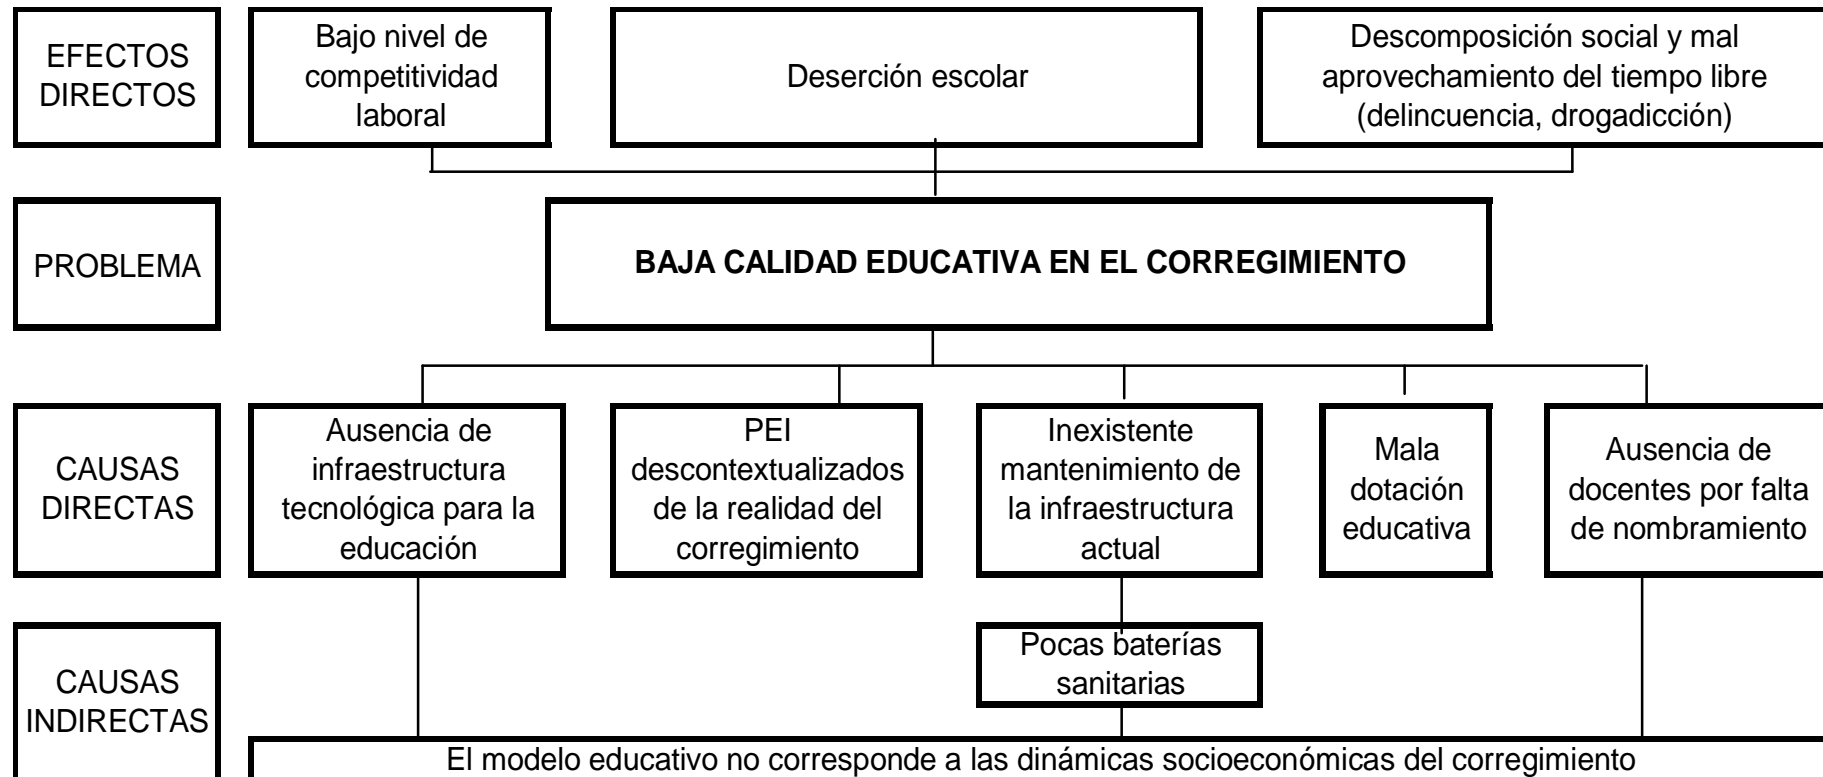 EFECTOS
DIRECTOS
Bajo nivel de
competitividad
laboral
Deserción escolar
Descomposición social y mal
aprovechamiento del tiempo libre
(delincuencia, drogadicción)
PROBLEMA
BAJA CALIDAD EDUCATIVA EN EL CORREGIMIENTO
CAUSAS
DIRECTAS
Ausencia de
infraestructura
tecnológica para la
educación
PEI
descontextualizados
de la realidad del
corregimiento
Inexistente
mantenimiento de
la infraestructura
actual
Mala
dotación
educativa
Ausencia de
docentes por falta
de nombramiento
CAUSAS
INDIRECTAS
Pocas baterías
sanitarias
El modelo educativo no corresponde a las dinámicas socioeconómicas del corregimiento